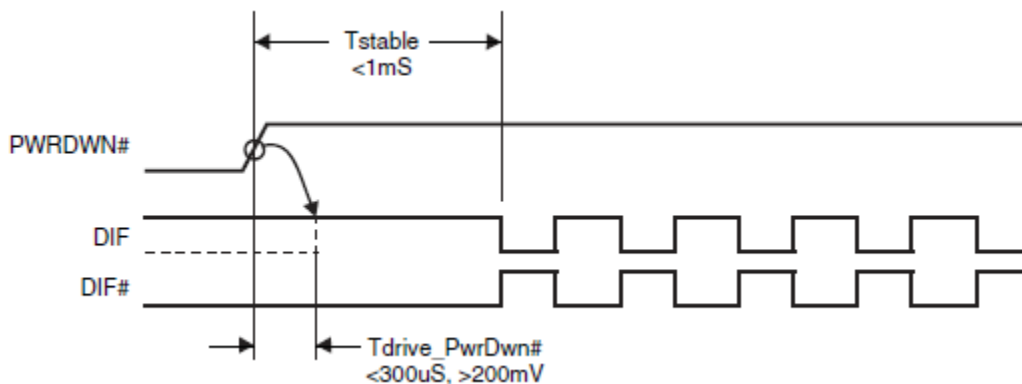 Tstable
<1mS
PWRDWN#
DIF
DIF#
Tdrive_PwrDwn#
<300uS, >200mV